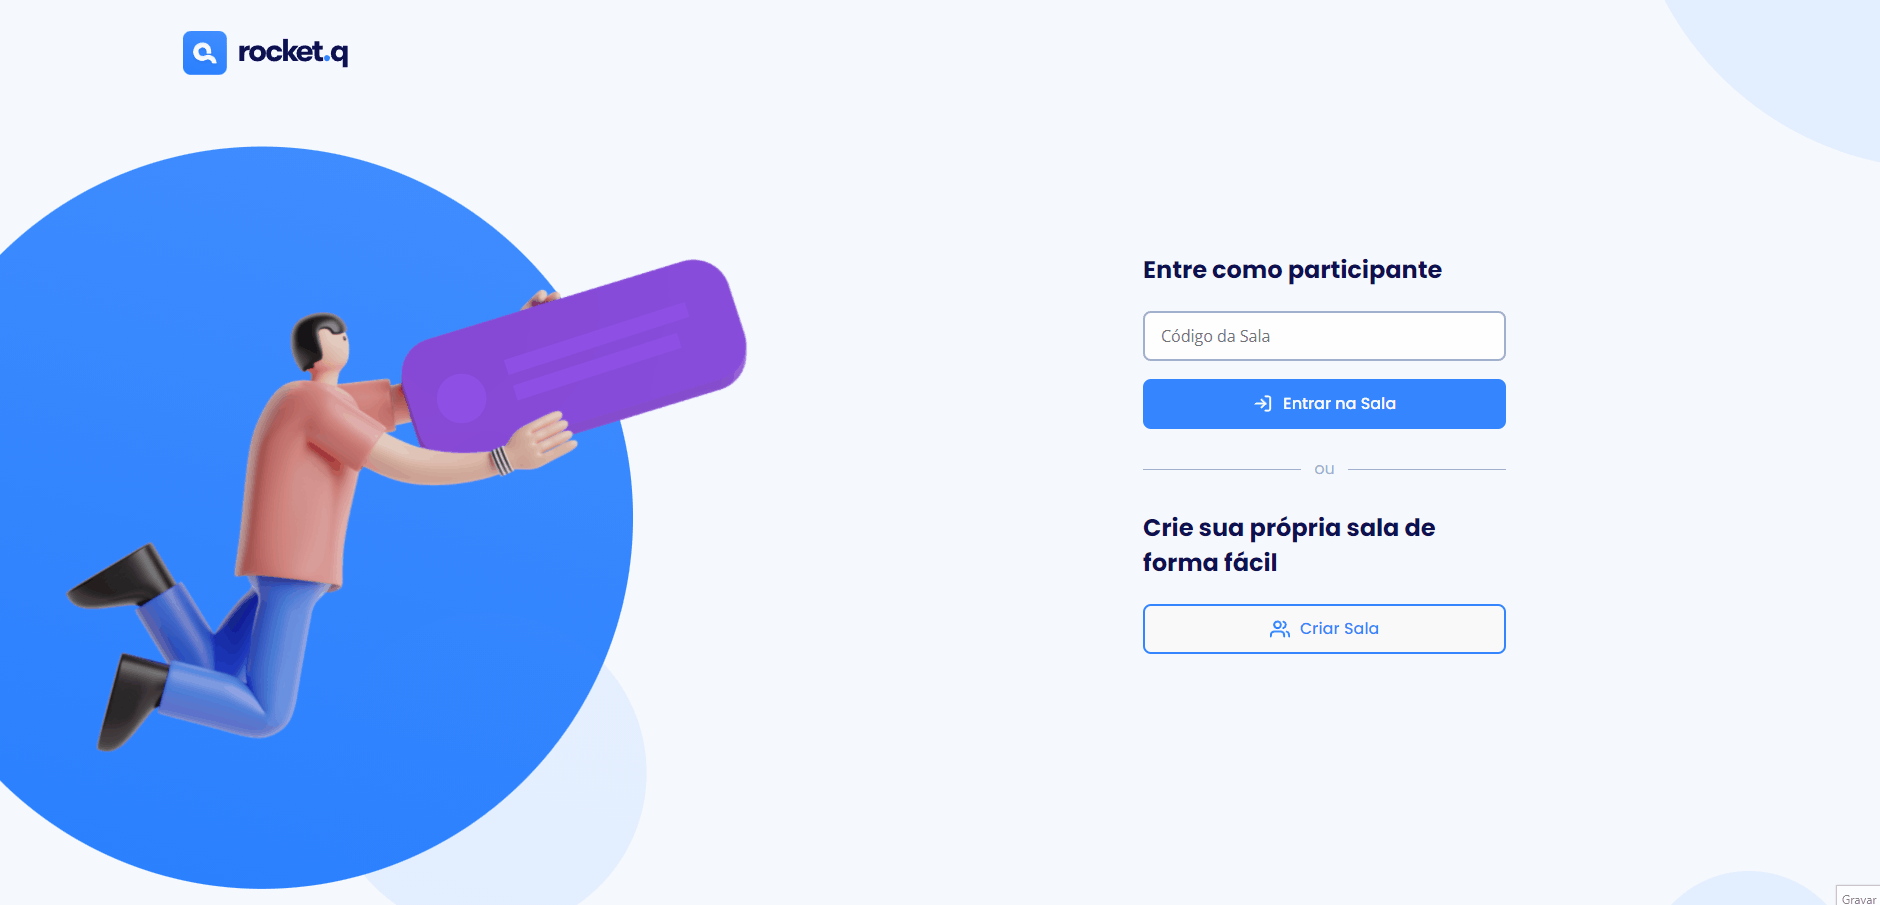 rocket.q
Entre como participante
Código da Sala
Entrar na Sala
ou
Crie sua própria sala de
forma fácil
Criar Sala
Gravar